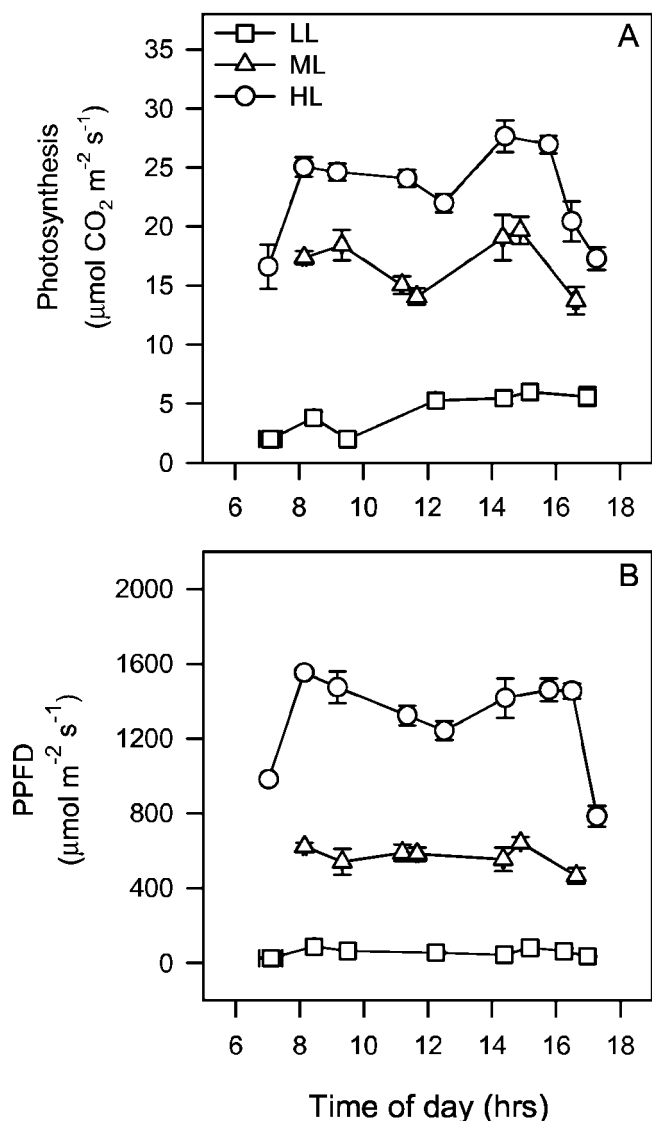 A
LL
ML
HL
Photosynthesis
(μmol CO₂ m⁻² s⁻¹)
35
30
25
20
15
10
5
0
6 8 10 12 14 16 18
B
PPFD
(μmol m⁻² s⁻¹)
2000
1600
1200
800
400
0
6 8 10 12 14 16 18
Time of day (hrs)